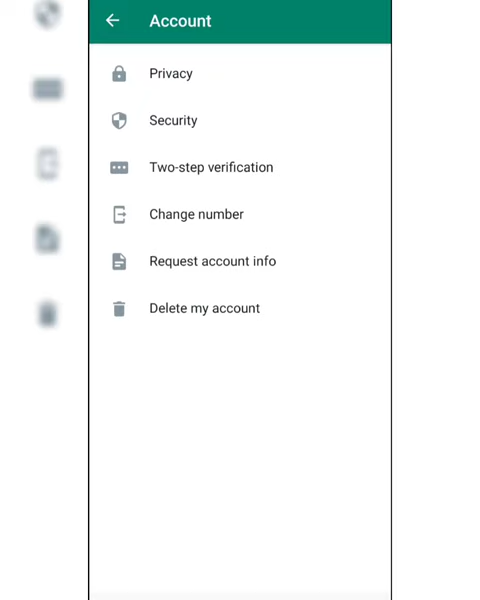 Account
Privacy
Security
Two-step verification
Change number
Request account info
Delete my account